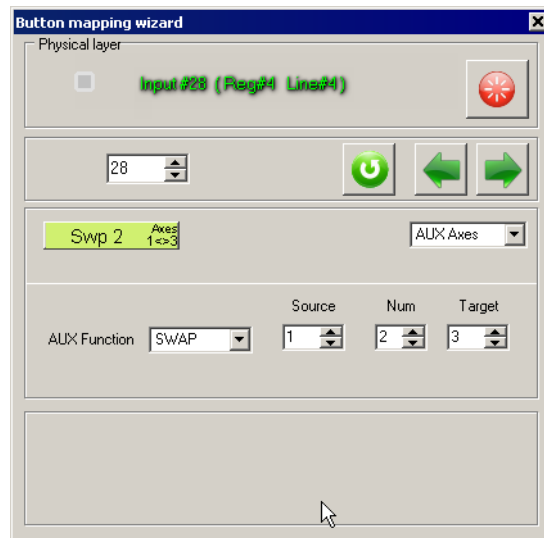 Button mapping wizard
Physical layer
Input #28 (Reg#4 Line#4)
28
Swp 2 Axes 1<>3
AUX Axes
Source Num Target
AUX Function SWAP 1 2 3